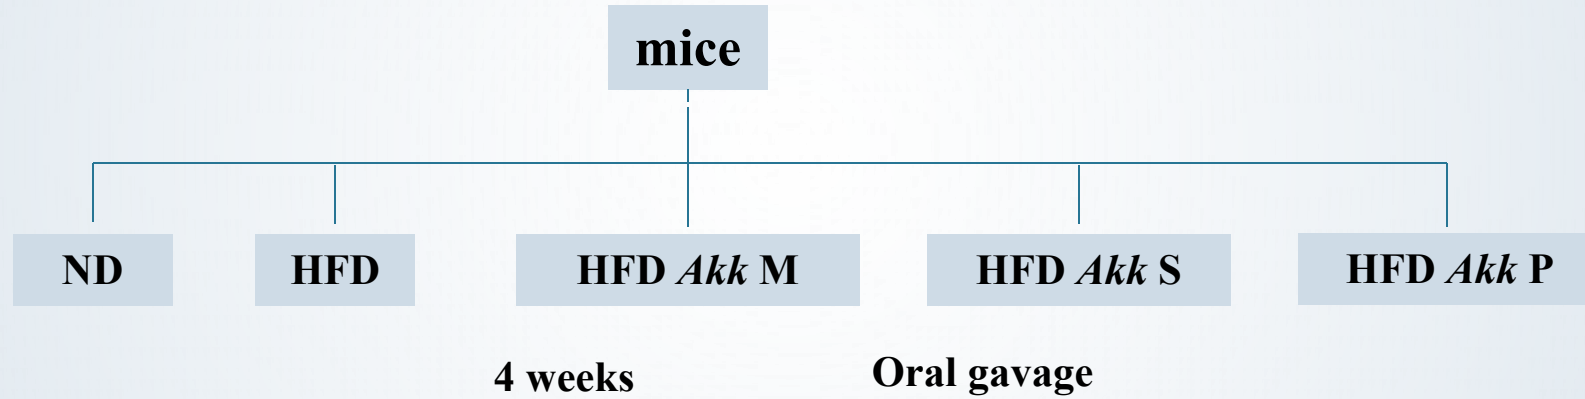 mice
ND
HFD
HFD Akk M
HFD Akk S
HFD Akk P
4 weeks
Oral gavage